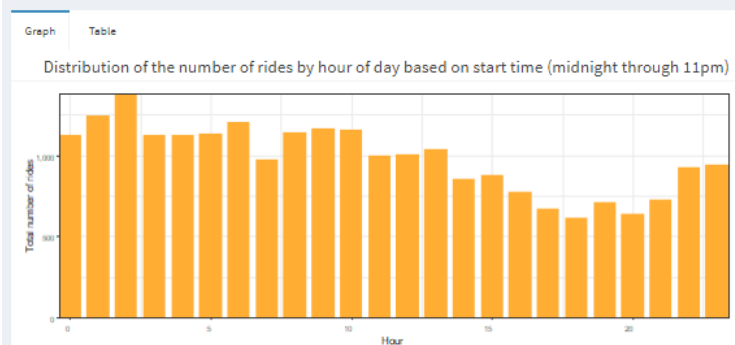 Graph Table
Distribution of the number of rides by hour of day based on start time (midnight through 11pm)
Total number of rides
1,000
500
0
0 5 10 15 20
Hour